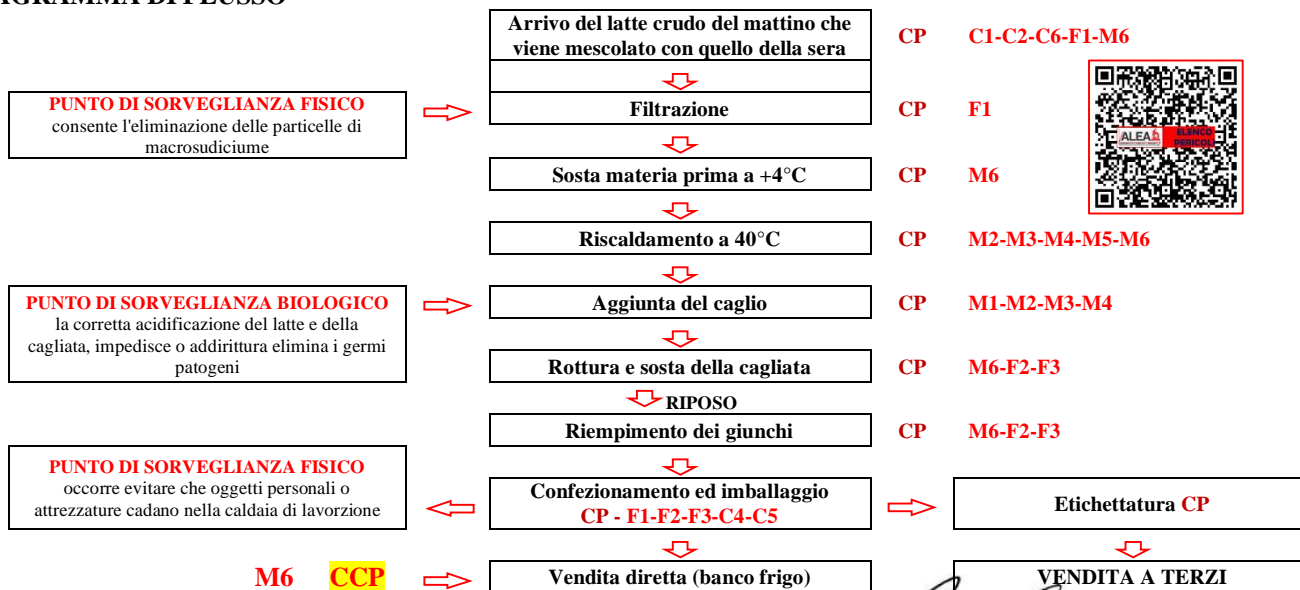 AGRAMMA DI FLUSSO
Arrivo del latte crudo del mattino che
viene mescolato con quello della sera
CP C1-C2-C6-F1-M6
PUNTO DI SORVEGLIANZA FISICO
consente l'eliminazione delle particelle di
macrosudiciume
Filtrazione
CP F1
ALEA
ELENCO
PERICOLI
Sosta materia prima a +4°C
CP M6
Riscaldamento a 40°C
CP M2-M3-M4-M5-M6
PUNTO DI SORVEGLIANZA BIOLOGICO
la corretta acidificazione del latte e della
cagliata, impedisce o addirittura elimina i germi
patogeni
Aggiunta del caglio
CP M1-M2-M3-M4
Rottura e sosta della cagliata
CP M6-F2-F3
RIPOSO
Riempimento dei giunchi
CP M6-F2-F3
PUNTO DI SORVEGLIANZA FISICO
occorre evitare che oggetti personali o
attrezzature cadano nella caldaia di lavorzione
Confezionamento ed imballaggio
CP - F1-F2-F3-C4-C5
Etichettatura CP
M6 CCP
Vendita diretta (banco frigo)
VENDITA A TERZI